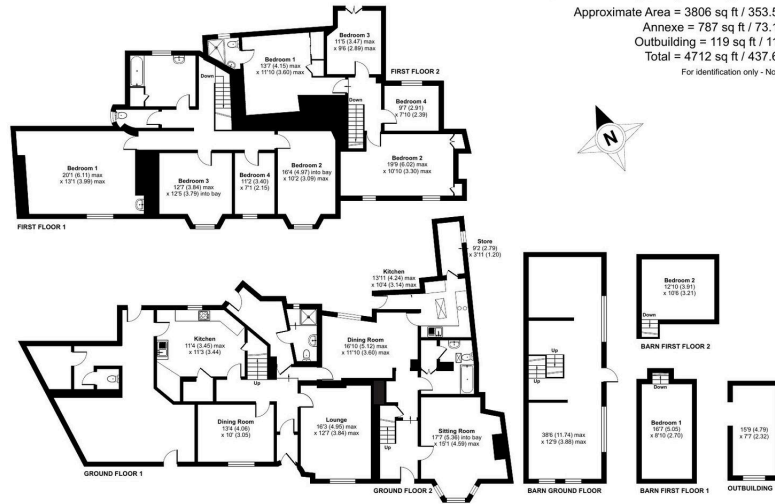 Approximate Area = 3806 sq ft / 353.5
Annexe = 787 sq ft / 73.1
Outbuilding = 119 sq ft / 11
Total = 4712 sq ft / 437.6
For identification only - No
Bedroom 3
11'5 (3.47) max
x 9'6 (2.89) max
Bedroom 1
13'7 (4.15) max
x 11'10 (3.60) max
FIRST FLOOR 2
Down
Down
Bedroom 4
9'7 (2.91)
x 7'10 (2.39)
Bedroom 2
19'9 (6.02) max
x 10'10 (3.30) max
N
Bedroom 1
20'1 (6.11) max
x 13'1 (3.99) max
Bedroom 3
12'7 (3.84) max
x 12'5 (3.79) into bay
Bedroom 4
11'2 (3.40)
x 7'1 (2.15)
Bedroom 2
16'4 (4.97) into bay
x 10'2 (3.09) max
FIRST FLOOR 1
Store
9'2 (2.79)
x 3'11 (1.20)
Kitchen
13'11 (4.24) max
x 10'4 (3.14) max
Kitchen
11'4 (3.45) max
x 11'3 (3.44)
Dining Room
16'10 (5.12) max
x 11'10 (3.60) max
Up
Dining Room
13'4 (4.06)
x 10' (3.05)
Lounge
16'3 (4.95) max
x 12'7 (3.84) max
Up
Sitting Room
17'7 (5.36) into bay
x 15'1 (4.59) max
GROUND FLOOR 1
GROUND FLOOR 2
Up
Up
38'6 (11.74) max
x 12'9 (3.88) max
BARN GROUND FLOOR
Bedroom 2
12'10 (3.91)
x 10'6 (3.21)
Down
BARN FIRST FLOOR 2
Down
Bedroom 1
16'7 (5.05)
x 8'10 (2.70)
BARN FIRST FLOOR 1
15'9 (4.79)
x 7'7 (2.32)
OUTBUILDING